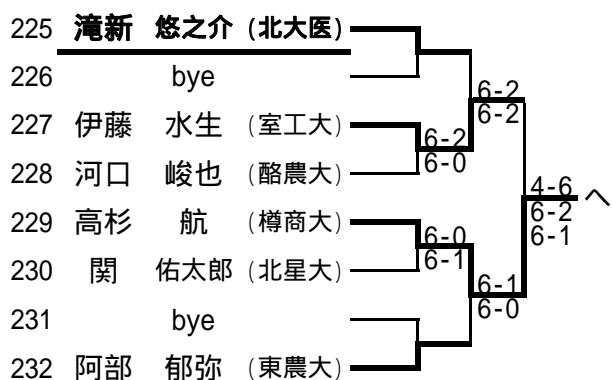 225 滝新 悠之介 (北大医)
226 bye
6-2
6-2
227 伊藤 水生 (室工大)
6-2
6-0
228 河口 峻也 (酪農大)
4-6
6-2
6-1
へ
229 高杉 航 (樽商大)
6-0
6-1
230 関 佑太郎 (北星大)
6-1
6-0
231 bye
232 阿部 郁弥 (東農大)